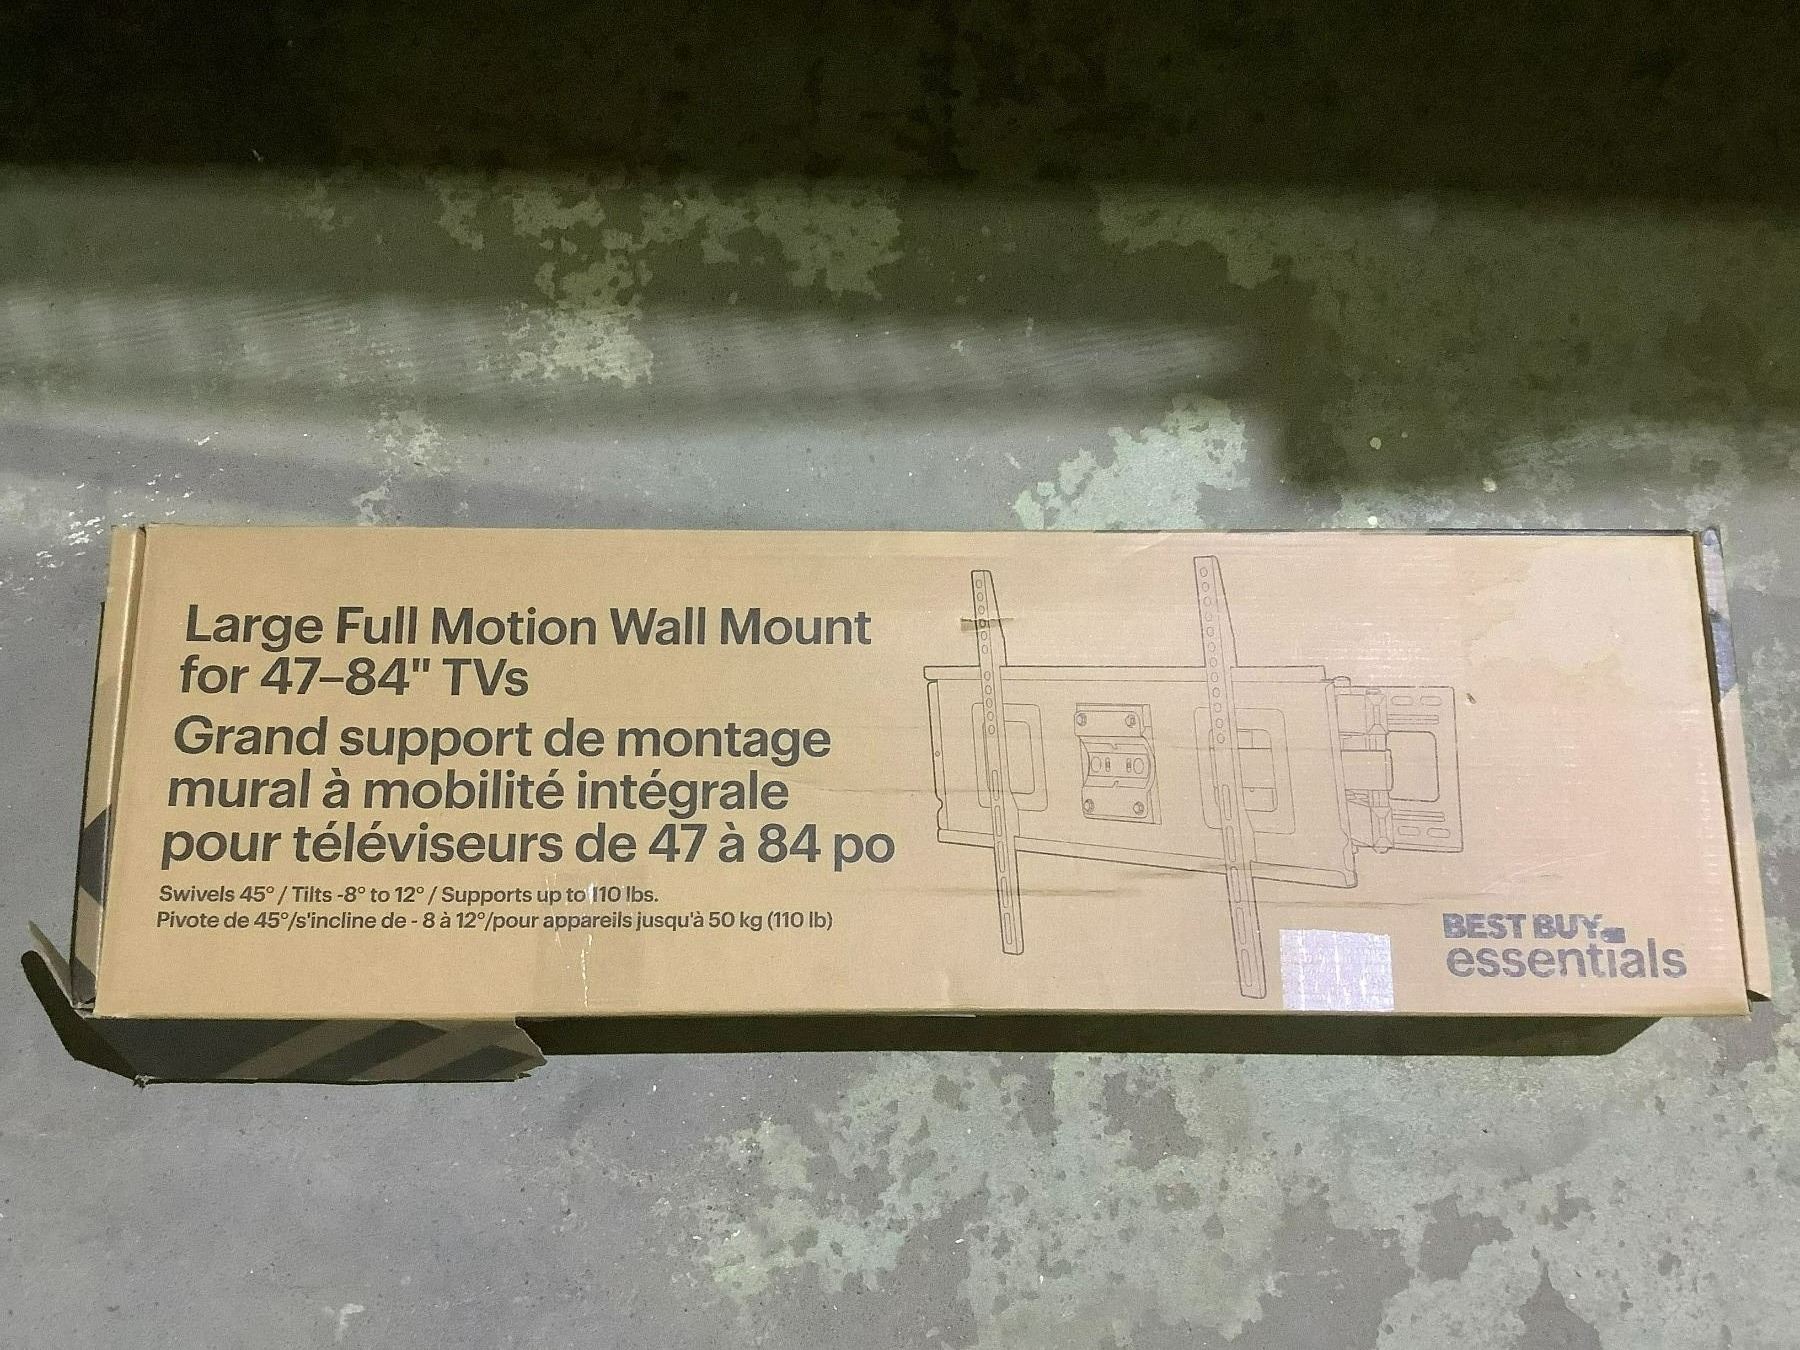 Large Full Motion Wall Mount
for 47–84" TVs
Grand support de montage
mural à mobilité intégrale
pour téléviseurs de 47 à 84 po
Swivels 45° / Tilts -8° to 12° / Supports up to 110 lbs.
Pivote de 45°/s'incline de - 8 à 12°/pour appareils jusqu'à 50 kg (110 lb)
BEST BUY
essentials